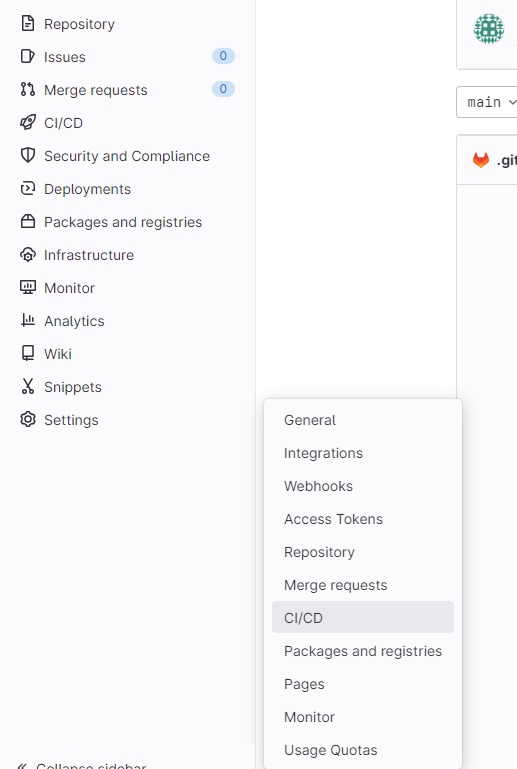 Repository
Issues 0
Merge requests 0
CI/CD
Security and Compliance
Deployments
Packages and registries
Infrastructure
Monitor
Analytics
Wiki
Snippets
Settings
Collapse sidebar
General
Integrations
Webhooks
Access Tokens
Repository
Merge requests
CI/CD
Packages and registries
Pages
Monitor
Usage Quotas
main
.git